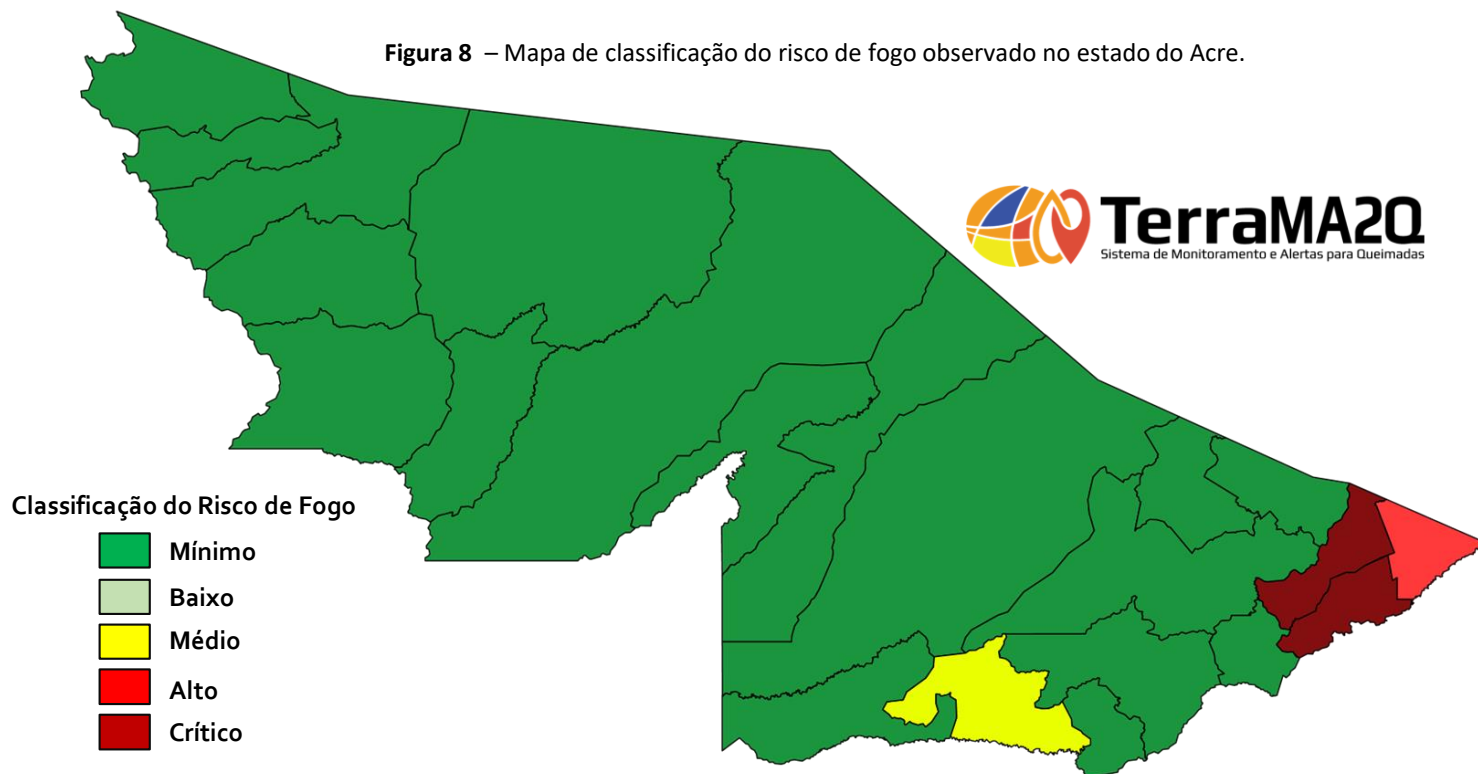 Figura 8 – Mapa de classificação do risco de fogo observado no estado do Acre.
TerraMA2Q
Sistema de Monitoramento e Alertas para Queimadas
Classificação do Risco de Fogo
Mínimo
Baixo
Médio
Alto
Crítico